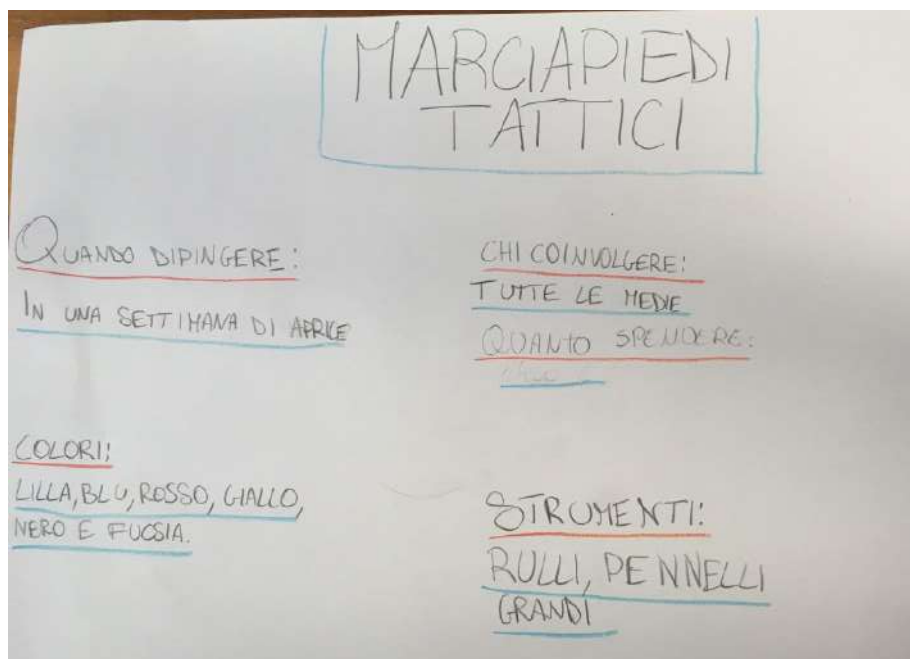 MARCIAPIEDI
TATTICI
QUANDO DIPINGERE:
IN UNA SETTIMANA DI APRILE
CHI COINVOLGERE:
TUTTE LE MEDIE
QUANTO SPENDERE:
COLORI:
LILLA, BLU, ROSSO, GIALLO,
NERO E FUCSIA.
STRUMENTI:
RULLI, PENNELLI
GRANDI